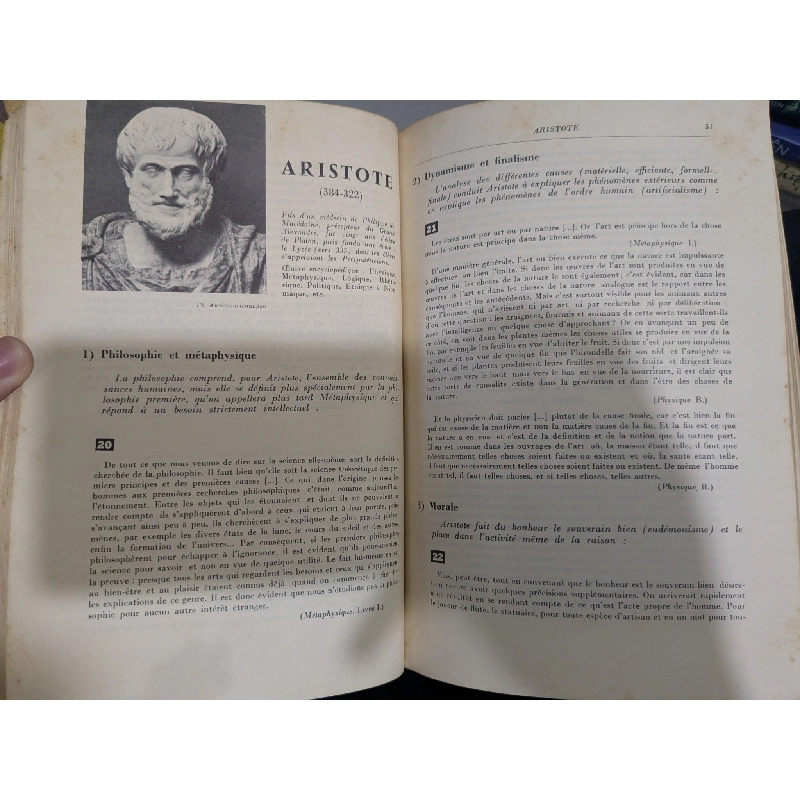 ARISTOTE
(384-322)
Fils d'un médecin de Philippe de
Macédoine, précepteur du Grand
Alexandre, fut vingt ans l'élève
de Platon, puis fonda une école :
le Lycée (vers 335), dont les élèves
s'appelaient les Péripatéticiens.
Œuvre encyclopédique : Physique,
Métaphysique, Logique, Rhéto-
rique, Politique, Ethique à Nico-
maque, etc.
Ph. Anderson-Giraudon
1) Philosophie et métaphysique
La philosophie comprend, pour Aristote, l'ensemble des connais-
sances humaines, mais elle se définit plus spécialement par la phi-
losophie première, qu'on appellera plus tard Métaphysique et qui
répond à un besoin strictement intellectuel .
20
De tout ce que nous venons de dire sur la science elle-même sort la définition
cherchée de la philosophie. Il faut bien qu'elle soit la science théorétique des pre-
miers principes et des premières causes [...]. Ce qui dans l'origine poussa les
hommes aux premières recherches philosophiques c'était comme aujourd'hui
l'étonnement. Entre les objets qui les étonnaient et dont ils ne pouvaient se
rendre compte ils s'appliquèrent d'abord à ceux qui étaient à leur portée, puis
s'avançant ainsi peu à peu, ils cherchèrent à s'expliquer de plus grands phéno-
mènes, par exemple les divers états de la lune, le cours du soleil et des astres,
enfin la formation de l'univers... Par conséquent, si les premiers philosophes
philosophèrent pour échapper à l'ignorance, il est évident qu'ils poursuivaient
la science pour savoir et non en vue de quelque utilité. Le fait lui-même en est
la preuve : presque tous les arts qui regardent les besoins et ceux qui s'appliquent
au bien-être et au plaisir étaient connus déjà quand on commença à chercher
les explications de ce genre. Il est donc évident que nous n'étudions pas la philo-
sophie pour aucun autre intérêt étranger.
(Métaphysique, Livre I.)
ARISTOTE
51
2) Dynamisme et finalisme
L'analyse des différentes causes (matérielle, efficiente, formelle,
finale) conduit Aristote à expliquer les phénomènes extérieurs comme
on explique les phénomènes de l'ordre humain (artificialisme) :
21
Les êtres sont par art ou par nature [...]. Or l'art est principe hors de la chose
mais la nature est principe dans la chose même.
(Métaphysique I.)
D'une manière générale, l'art ou bien exécute ce que la nature est impuissante
à effectuer, ou bien l'imite. Si donc les œuvres de l'art sont produites en vue de
quelque fin, les choses de la nature le sont également ; c'est évident, car dans les
œuvres de l'art et dans les choses de la nature analogue est le rapport entre les
conséquents et les antécédents. Mais c'est surtout visible pour les animaux autres
que l'homme, qui n'agissent ni par art, ni par recherche ni par délibération ;
d'où cette question : les araignées, fourmis et animaux de cette sorte travaillent-ils
avec l'intelligence ou quelque chose d'approchant ? Or en avançant un peu de
ce côté, on voit dans les plantes mêmes les choses utiles se produire en vue de la
fin, par exemple les feuilles en vue d'abriter le fruit. Si donc c'est par une impulsion
naturelle et en vue de quelque fin que l'hirondelle fait son nid et l'araignée sa
toile, et si les plantes produisent leurs feuilles en vue des fruits, et dirigent leurs
racines non vers le haut mais vers le bas en vue de la nourriture, il est clair que
cette sorte de causalité existe dans la génération et dans l'être des choses de
la nature.
(Physique B.)
Et le physicien doit parler [...] plutôt de la cause finale, car c'est bien la fin
qui est cause de la matière et non la matière cause de la fin. Et la fin est ce que
la nature a en vue, et c'est de la définition et de la notion que la nature part.
Il en est comme dans les ouvrages de l'art où, la maison étant telle, il faut que
nécessairement telles choses soient faites ou existent et où, la santé étant telle,
il faut que nécessairement telles choses soient faites ou existent. De même l'homme
étant tel, il faut telles choses, et si telles choses, telles autres.
(Physique, B.)
3) Morale
Aristote fait du bonheur le souverain bien (eudémonisme) et le
place dans l'activité même de la raison :
22
Mais, peut-être, tout en convenant que le bonheur est le souverain bien, désire-
t-on encore avoir quelques précisions supplémentaires. On arriverait rapidement
à un résultat en se rendant compte de ce qu'est l'acte propre de l'homme. Pour
le joueur de flûte, le statuaire, pour toute espèce d'artisan et en un mot pour tous